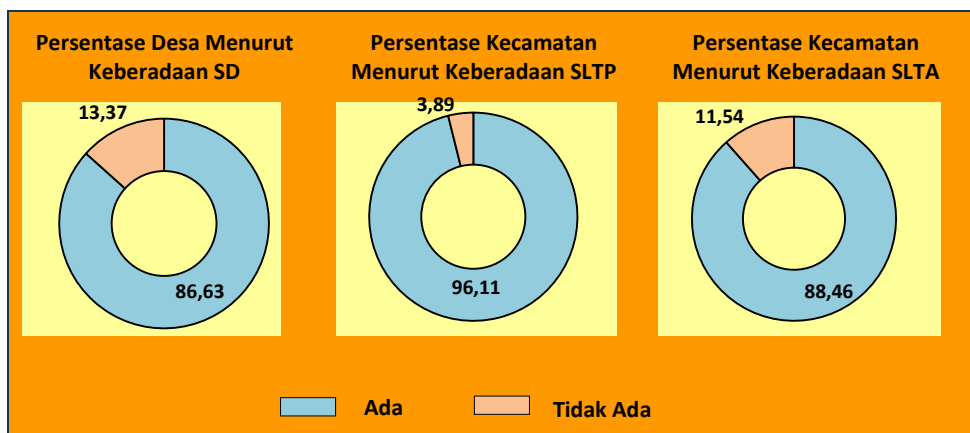 Persentase Desa Menurut
Keberadaan SD
13,37
86,63
Persentase Kecamatan
Menurut Keberadaan SLTP
3,89
96,11
Persentase Kecamatan
Menurut Keberadaan SLTA
11,54
88,46
Ada
Tidak Ada